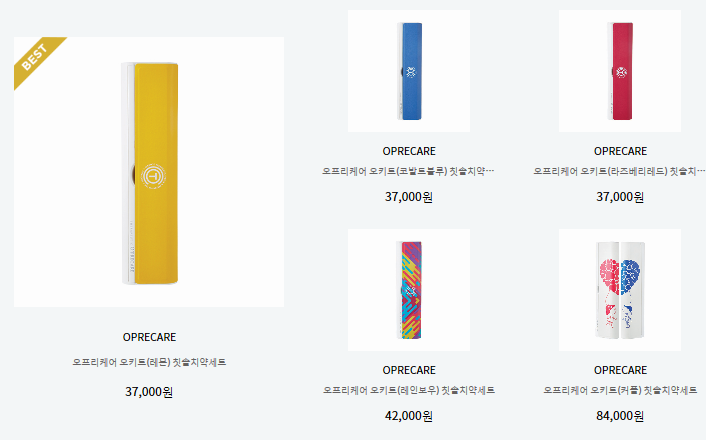 BEST
OPRECARE
오프리케어 오키트(레몬) 칫솔치약세트
37,000원
OPRECARE
오프리케어 오키트(코발트블루) 칫솔치약···
37,000원
OPRECARE
오프리케어 오키트(라즈베리레드) 칫솔치···
37,000원
OPRECARE
오프리케어 오키트(레인보우) 칫솔치약세트
42,000원
OPRECARE
오프리케어 오키트(커플) 칫솔치약세트
84,000원